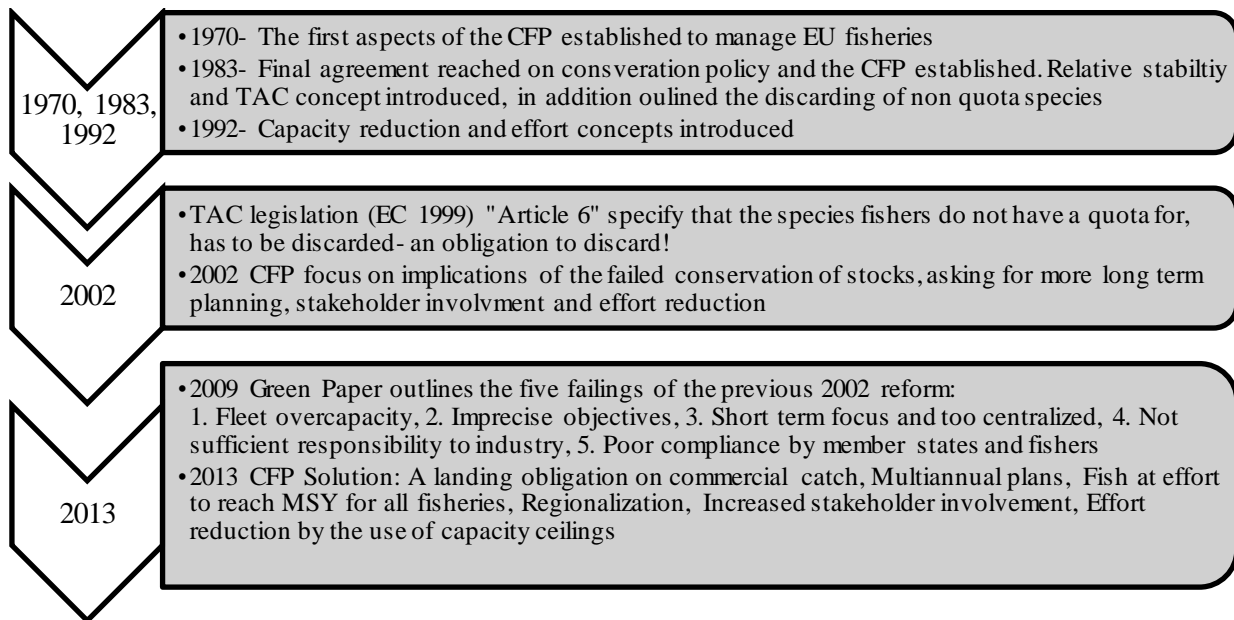 1970, 1983,
1992
•1970- The first aspects of the CFP established to manage EU fisheries
•1983- Final agreement reached on consveration policy and the CFP established. Relative stabiltiy
and TAC concept introduced, in addition oulined the discarding of non quota species
•1992- Capacity reduction and effort concepts introduced
2002
•TAC legislation (EC 1999) "Article 6" specify that the species fishers do not have a quota for,
has to be discarded- an obligation to discard!
•2002 CFP focus on implications of the failed conservation of stocks, asking for more long term
planning, stakeholder involvment and effort reduction
2013
•2009 Green Paper outlines the five failings of the previous 2002 reform:
1. Fleet overcapacity, 2. Imprecise objectives, 3. Short term focus and too centralized, 4. Not
sufficient responsibility to industry, 5. Poor compliance by member states and fishers
•2013 CFP Solution: A landing obligation on commercial catch, Multiannual plans, Fish at effort
to reach MSY for all fisheries, Regionalization, Increased stakeholder involvement, Effort
reduction by the use of capacity ceilings